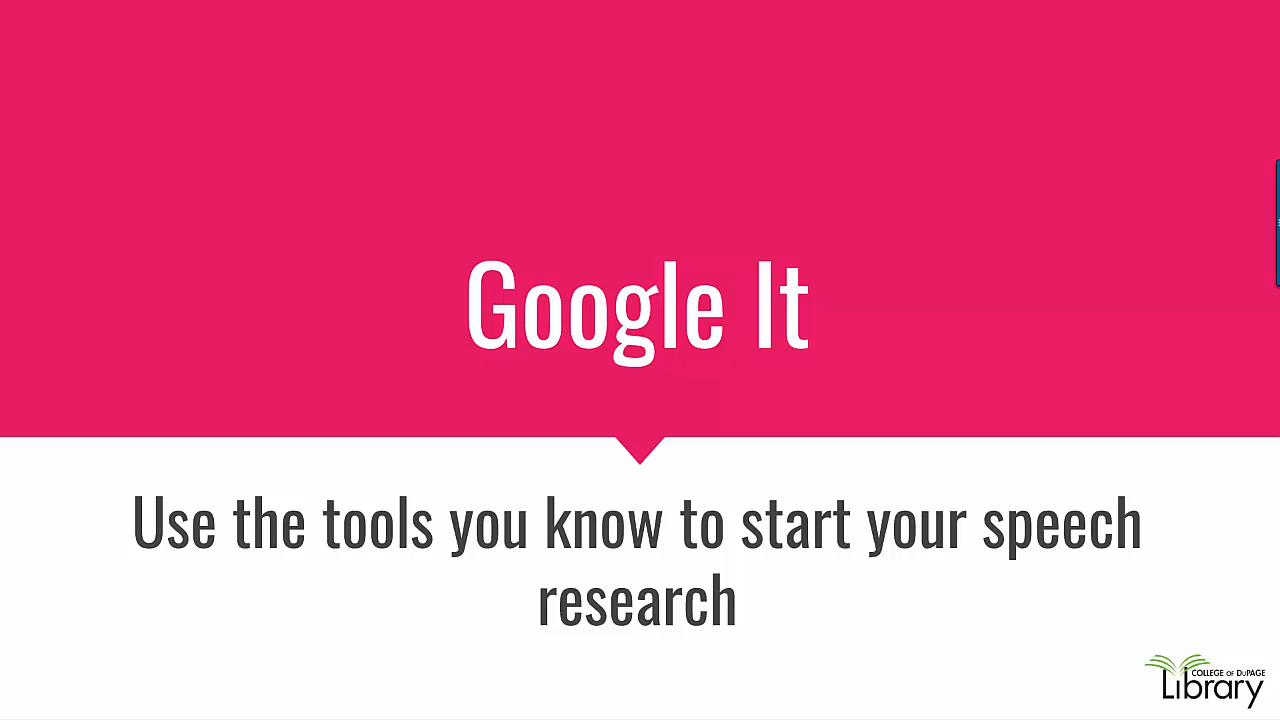 Google It
Use the tools you know to start your speech
research
COLLEGE OF DUPAGE
Library